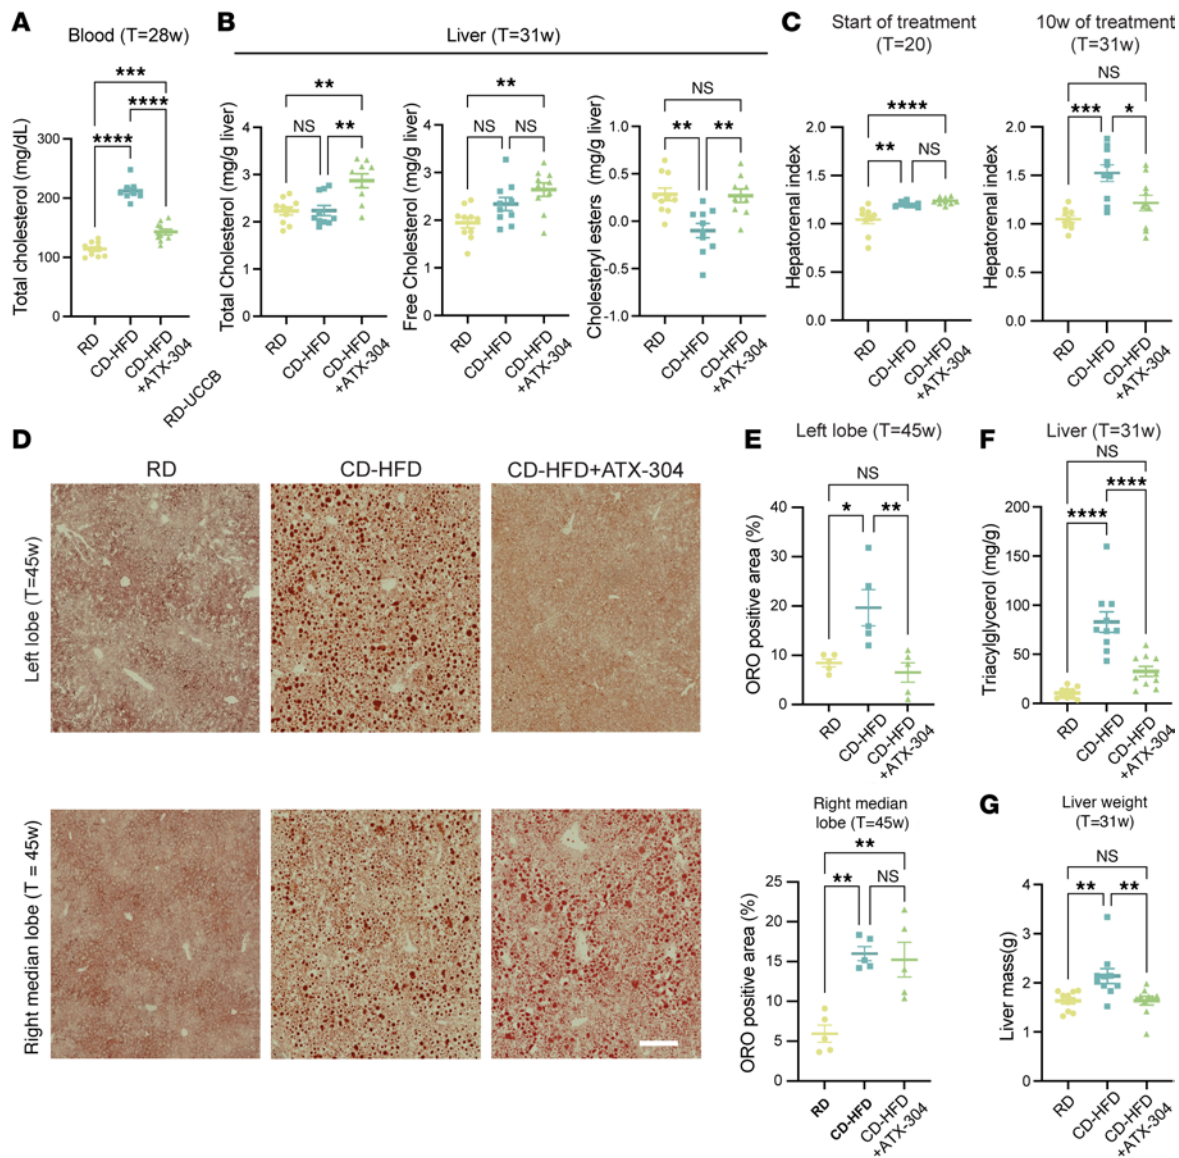 A
Blood (T=28w)
***
****
****
Total cholesterol (mg/dL)
300
200
100
0
RD
CD-HFD
CD-HFD
+ATX-304
RD-UCCB
B
Liver (T=31w)
**
NS
**
Total Cholesterol (mg/g liver)
4
3
2
1
0
RD
CD-HFD
CD-HFD
+ATX-304
**
NS
NS
Free Cholesterol (mg/g liver)
4
3
2
1
0
RD
CD-HFD
CD-HFD
+ATX-304
NS
**
**
Cholesteryl esters (mg/g liver)
1.0
0.5
0.0
-0.5
-1.0
RD
CD-HFD
CD-HFD
+ATX-304
C
Start of treatment
(T=20)
****
**
NS
Hepatorenal index
2.0
1.5
1.0
0.5
0.0
RD
CD-HFD
CD-HFD
+ATX-304
10w of treatment
(T=31w)
NS
***
*
Hepatorenal index
2.0
1.5
1.0
0.5
0.0
RD
CD-HFD
CD-HFD
+ATX-304
D
RD
CD-HFD
CD-HFD+ATX-304
Left lobe (T=45w)
Right median lobe (T = 45w)
E
Left lobe (T=45w)
NS
*
**
ORO positive area (%)
40
30
20
10
0
RD
CD-HFD
CD-HFD
+ATX-304
Right median
lobe (T=45w)
**
**
NS
ORO positive area (%)
25
20
15
10
5
0
RD
CD-HFD
CD-HFD
+ATX-304
F
Liver (T=31w)
NS
****
****
Triacylglycerol (mg/g)
200
150
100
50
0
RD
CD-HFD
CD-HFD
+ATX-304
G
Liver weight
(T=31w)
NS
**
**
Liver mass(g)
4
3
2
1
0
RD
CD-HFD
CD-HFD
+ATX-304